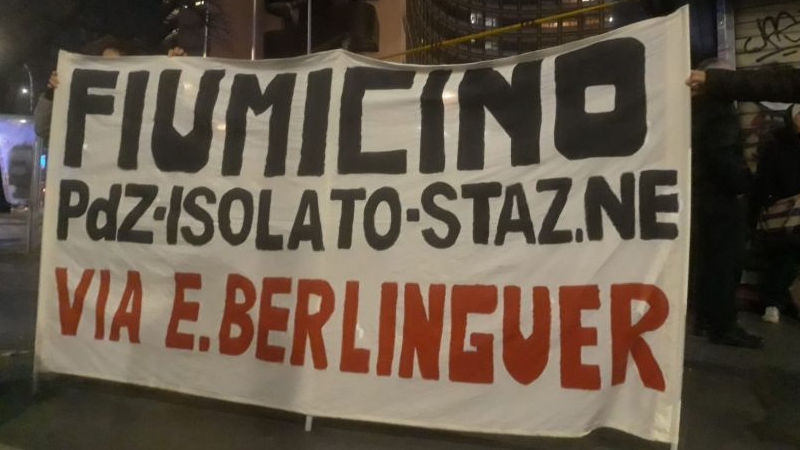 FIUMICINO
PdZ-ISOLATO-STAZ.NE
VIA E. BERLINGUER